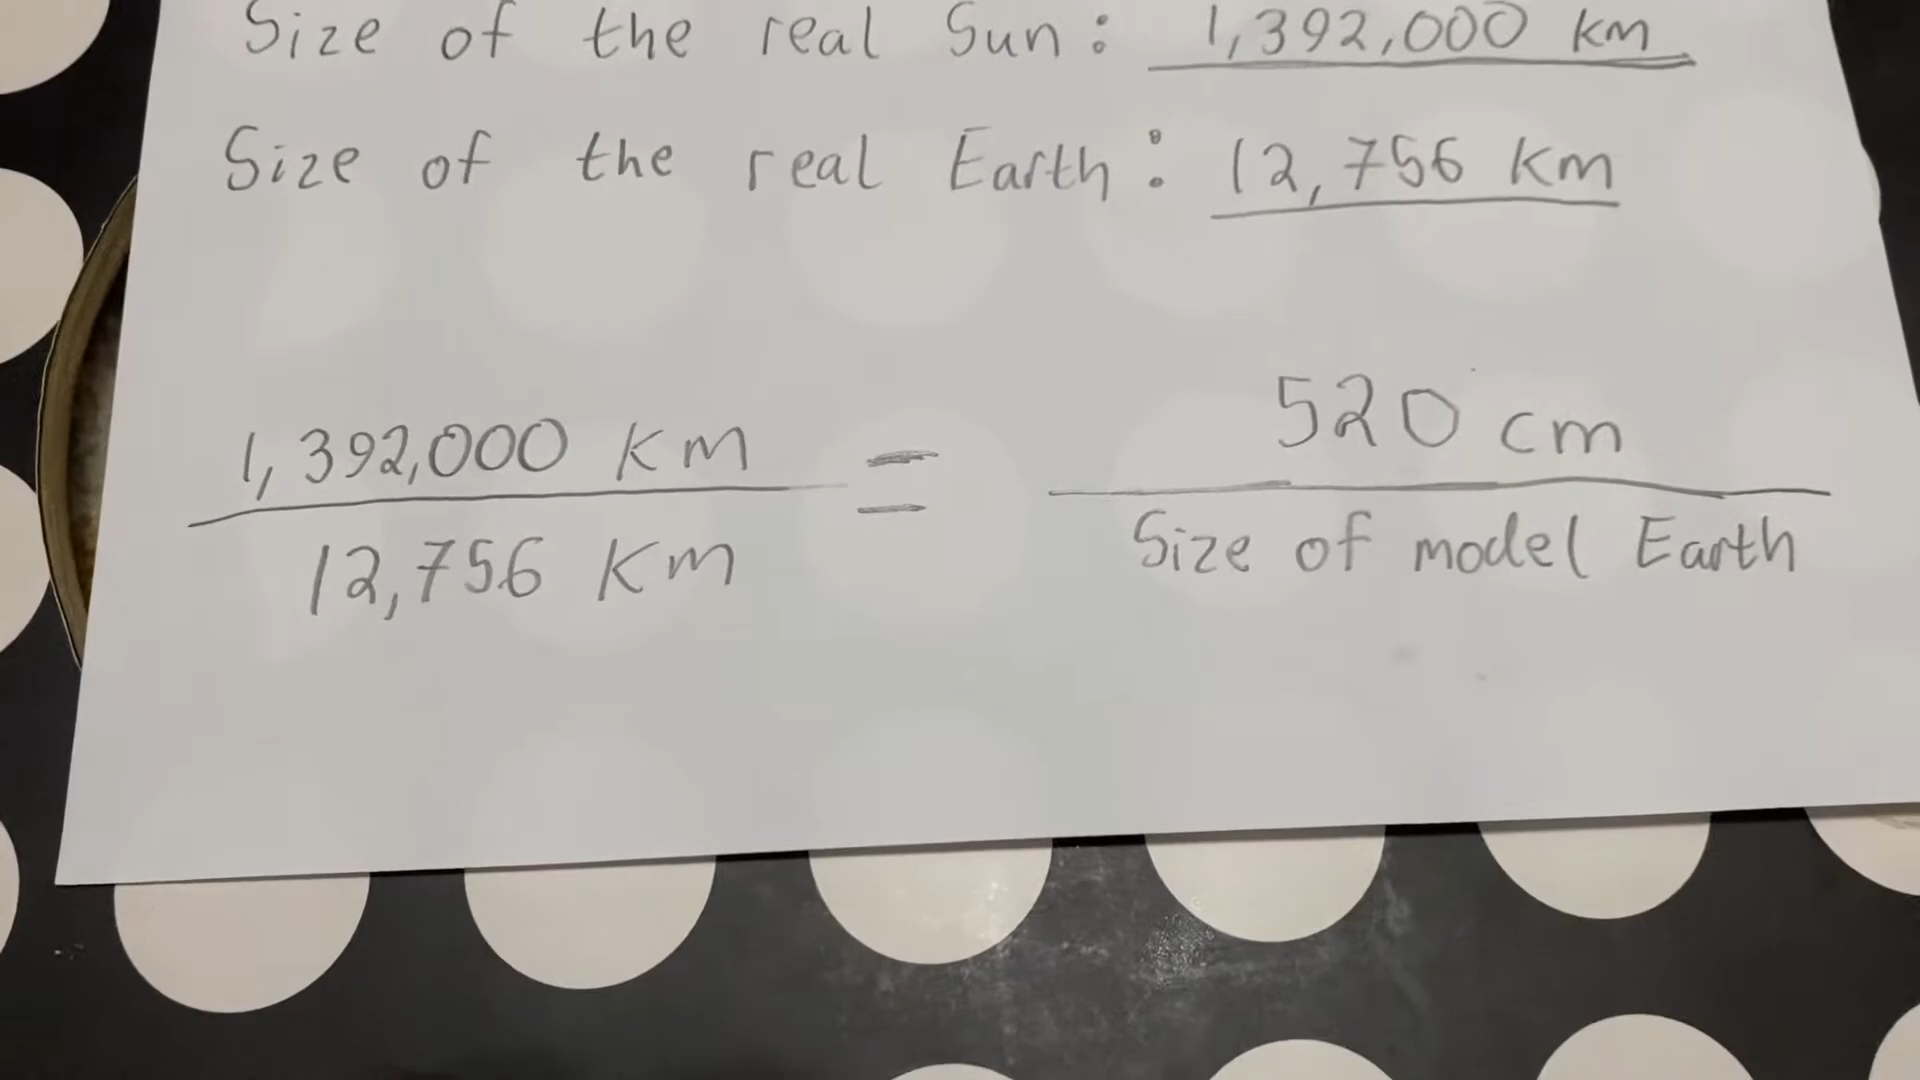 Size of the real Sun: 1,392,000 km
Size of the real Earth: 12,756 km
1,392,000 km = 520 cm
12,756 km Size of model Earth